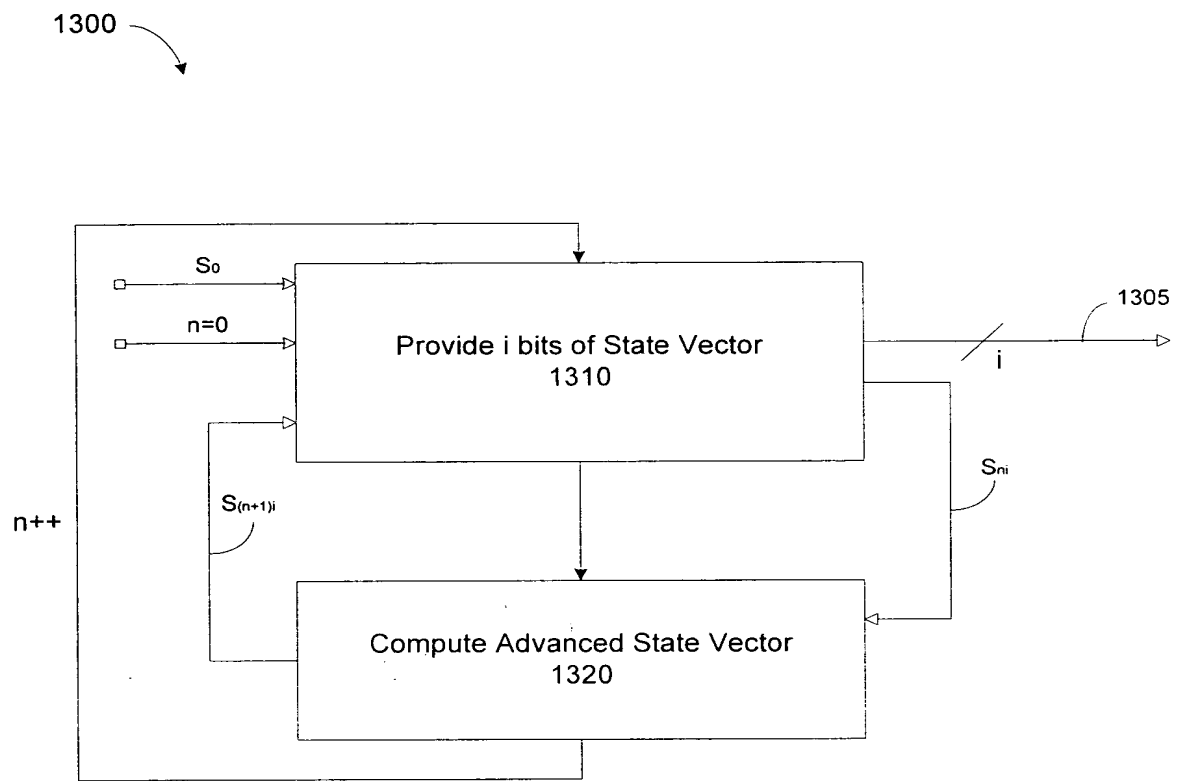 1300
S0
n=0
Provide i bits of State Vector
1310
1305
i
S(n+1)i
Sni
n++
Compute Advanced State Vector
1320